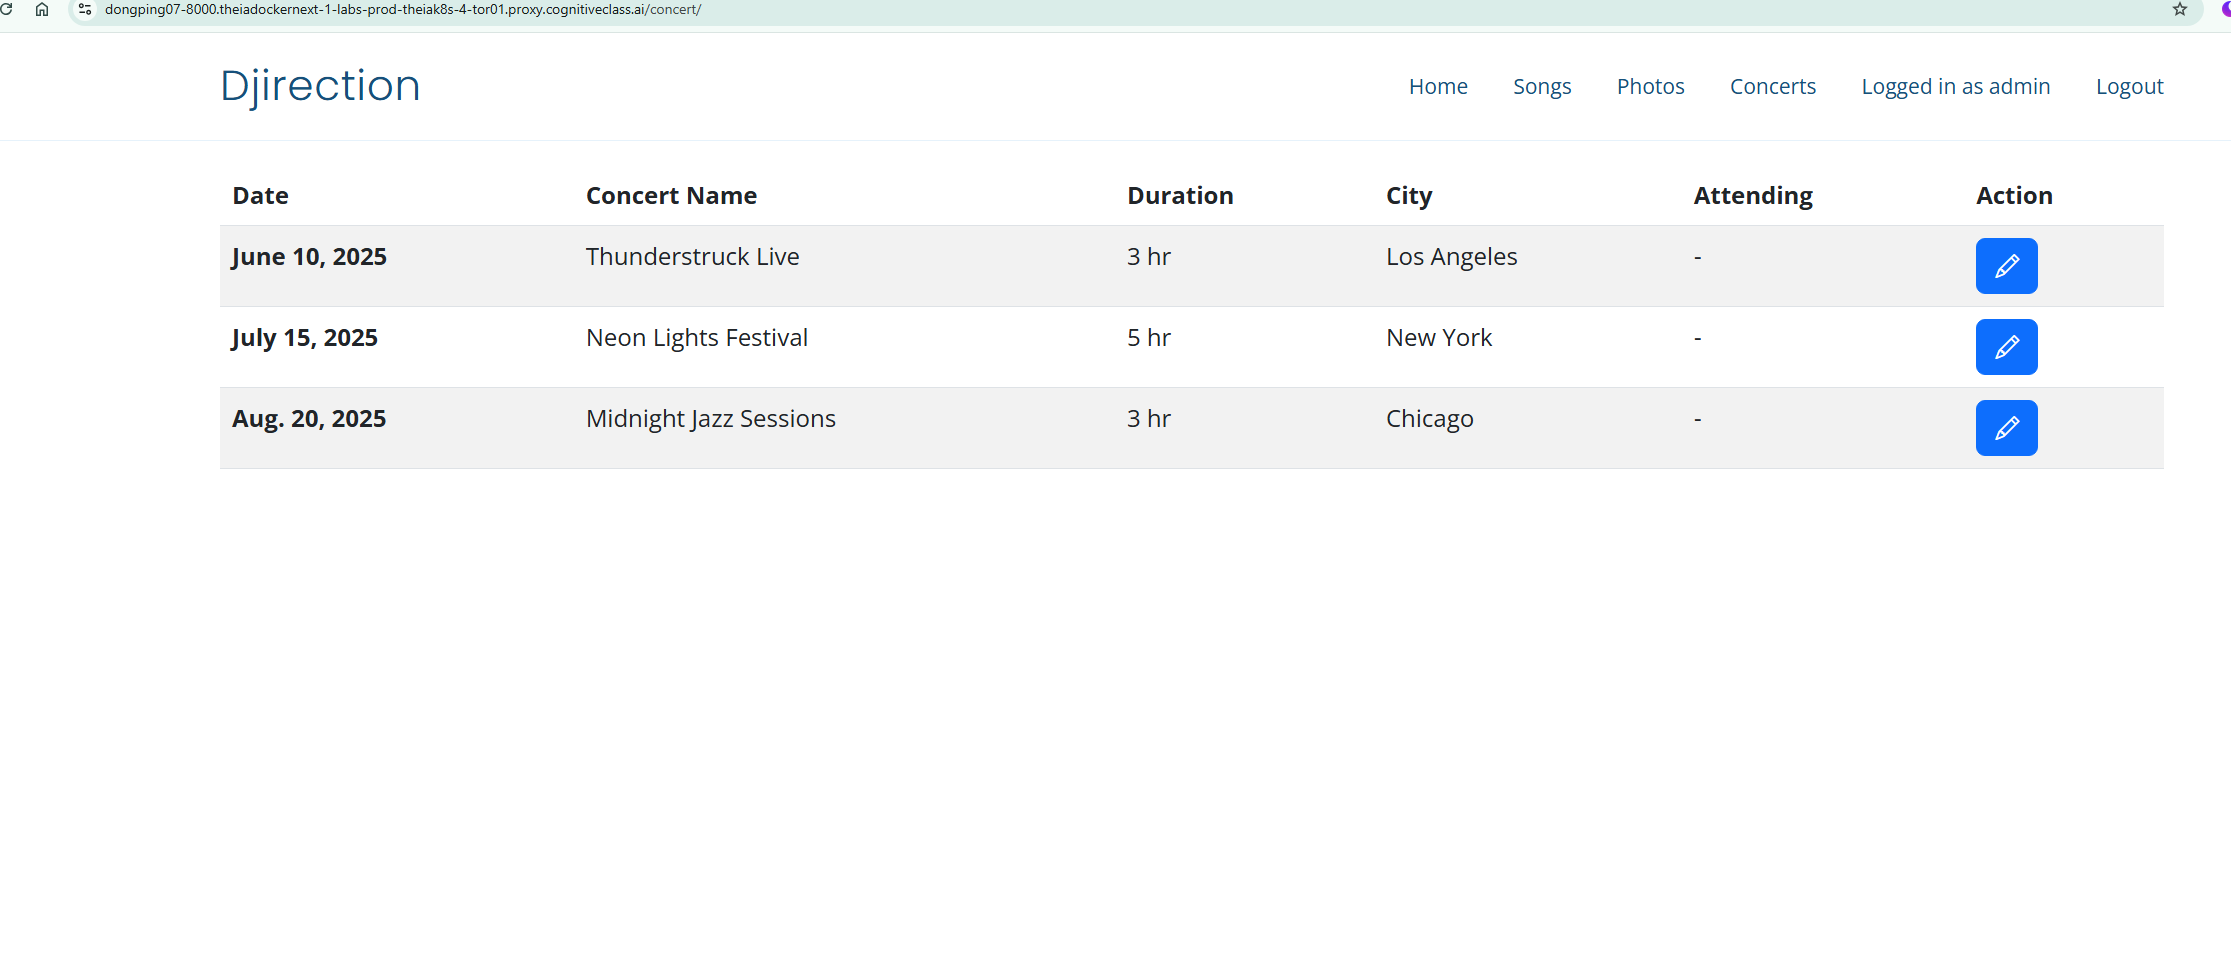 dongping07-8000.theiadockernext-1-labs-prod-theiak8s-4-tor01.proxy.cognitiveclass.ai/concert/
Djirection
Home Songs Photos Concerts Logged in as admin Logout
Date Concert Name Duration City Attending Action
June 10, 2025 Thunderstruck Live 3 hr Los Angeles -
July 15, 2025 Neon Lights Festival 5 hr New York -
Aug. 20, 2025 Midnight Jazz Sessions 3 hr Chicago -